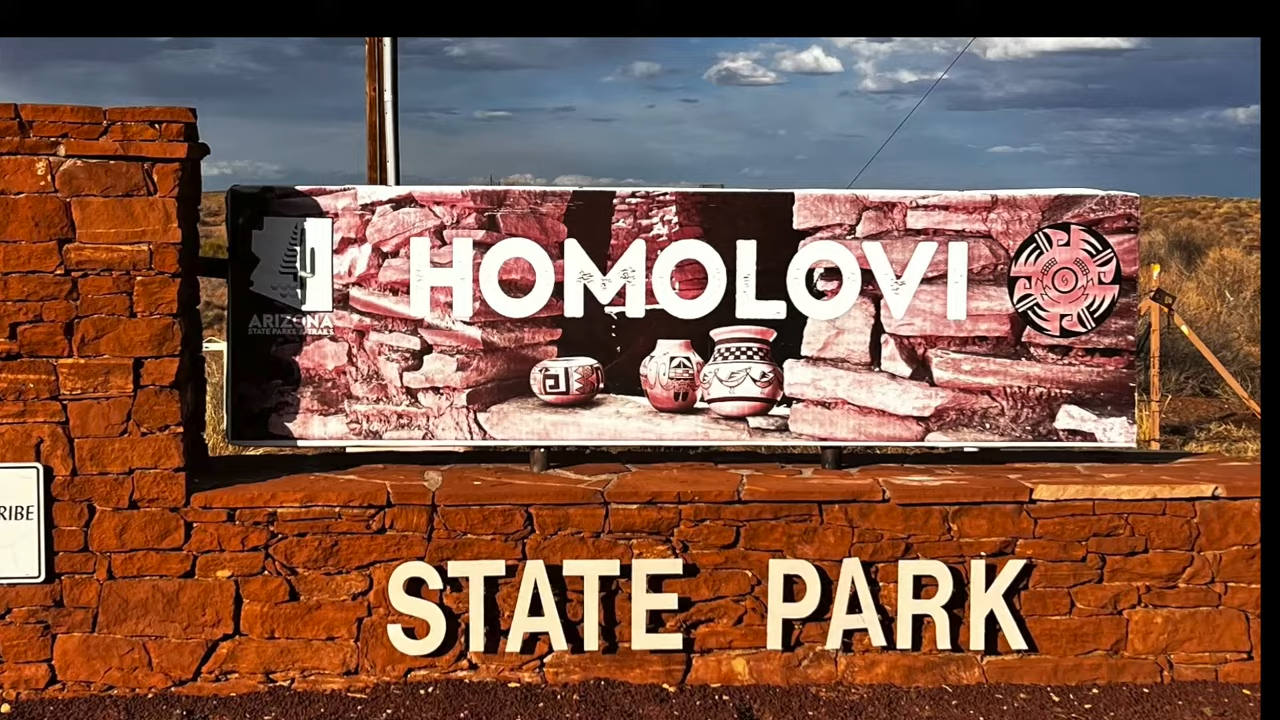 HOMOLOVI
ARIZONA
STATE PARKS & TRAILS
RIBE
STATE PARK